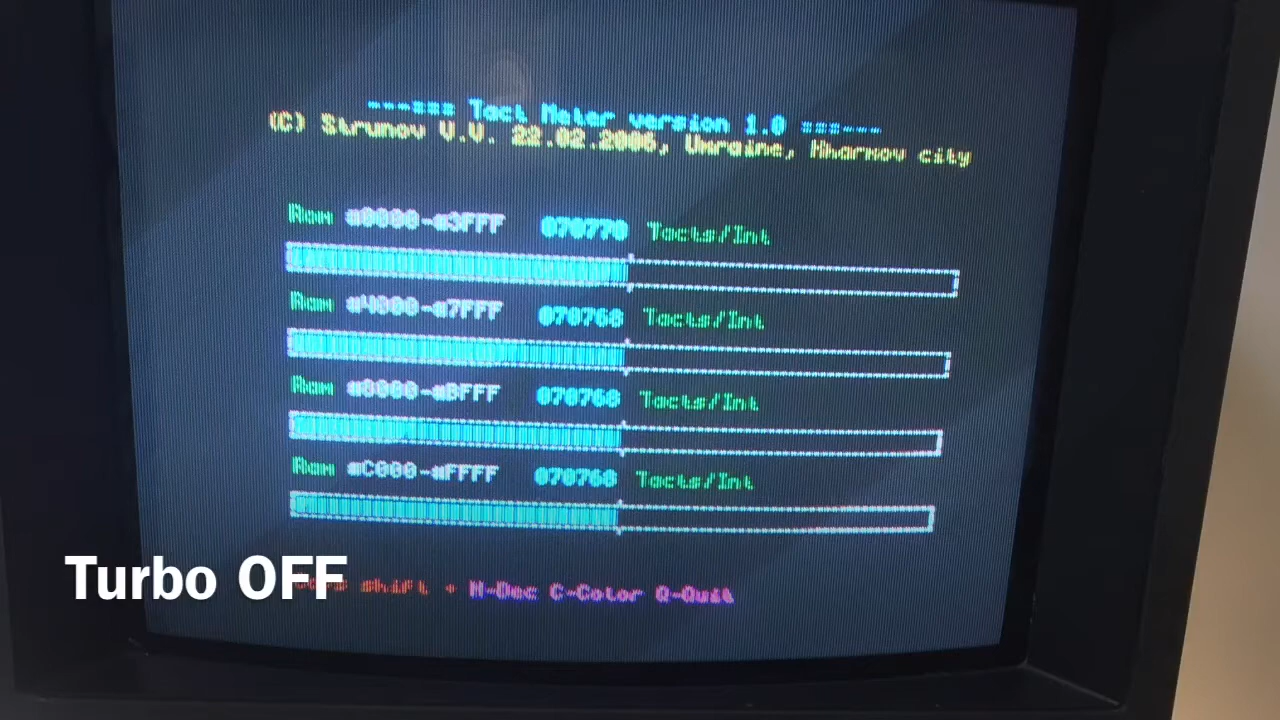 ---=== Tact Meter version 1.0 ===---
(C) Strunov V.V. 22.02.2006, Ukraine, Kharkov city
Ram #0000-#3FFF 070770 Tacts/Int
Ram #4000-#7FFF 070768 Tacts/Int
Ram #8000-#BFFF 070768 Tacts/Int
Ram #C000-#FFFF 070768 Tacts/Int
shift + H-Dec C-Color Q-Quit
Turbo OFF